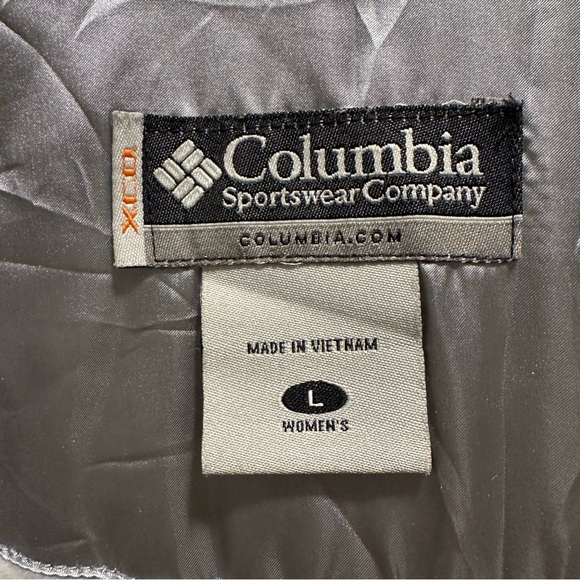 XCO
Columbia
Sportswear Company
COLUMBIA.COM
MADE IN VIETNAM
L
WOMEN'S